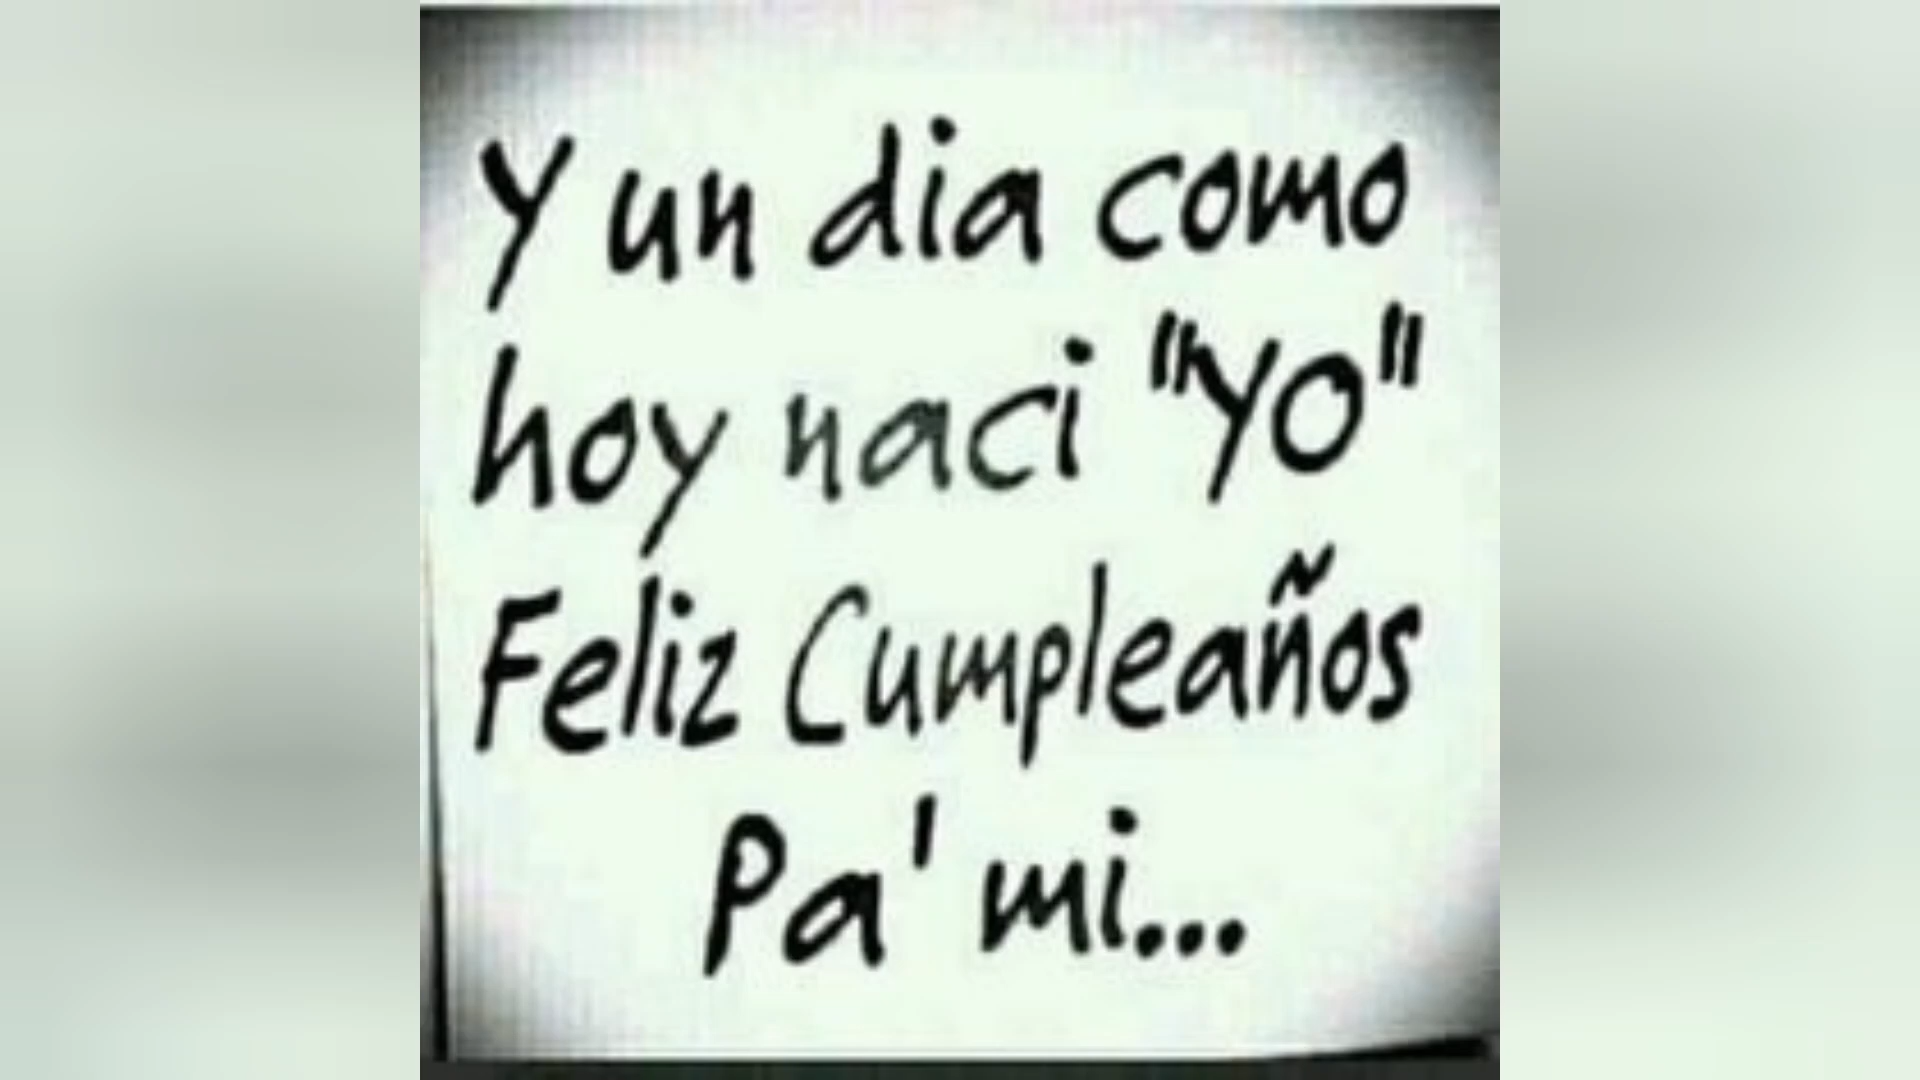 Y un dia como
hoy naci "YO"
Feliz Cumpleaños
Pa' mi...